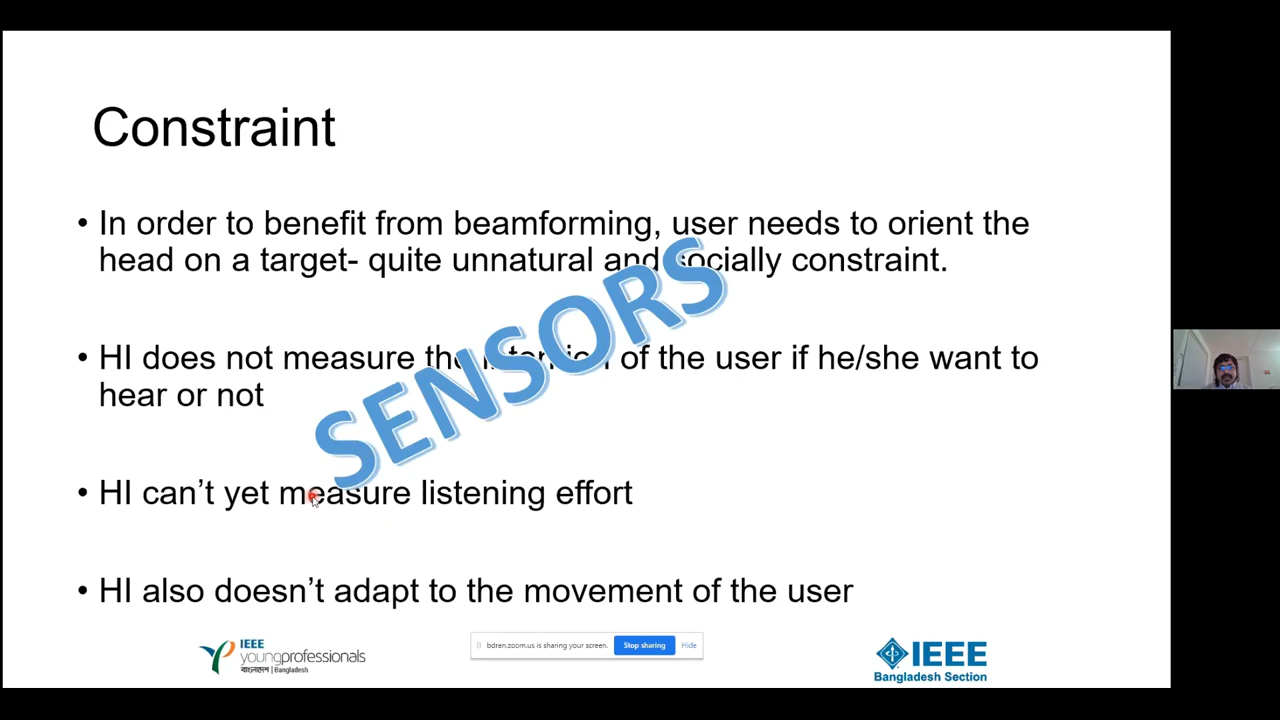 Constraint
• In order to benefit from beamforming, user needs to orient the
head on a target- quite unnatural and socially constraint.
• HI does not measure the intention of the user if he/she want to
hear or not
SENSORS
• HI can’t yet measure listening effort
• HI also doesn’t adapt to the movement of the user
IEEE
youngprofessionals
বাংলাদেশ | Bangladesh
bdren.zoom.us is sharing your screen. Stop sharing Hide
IEEE
Bangladesh Section